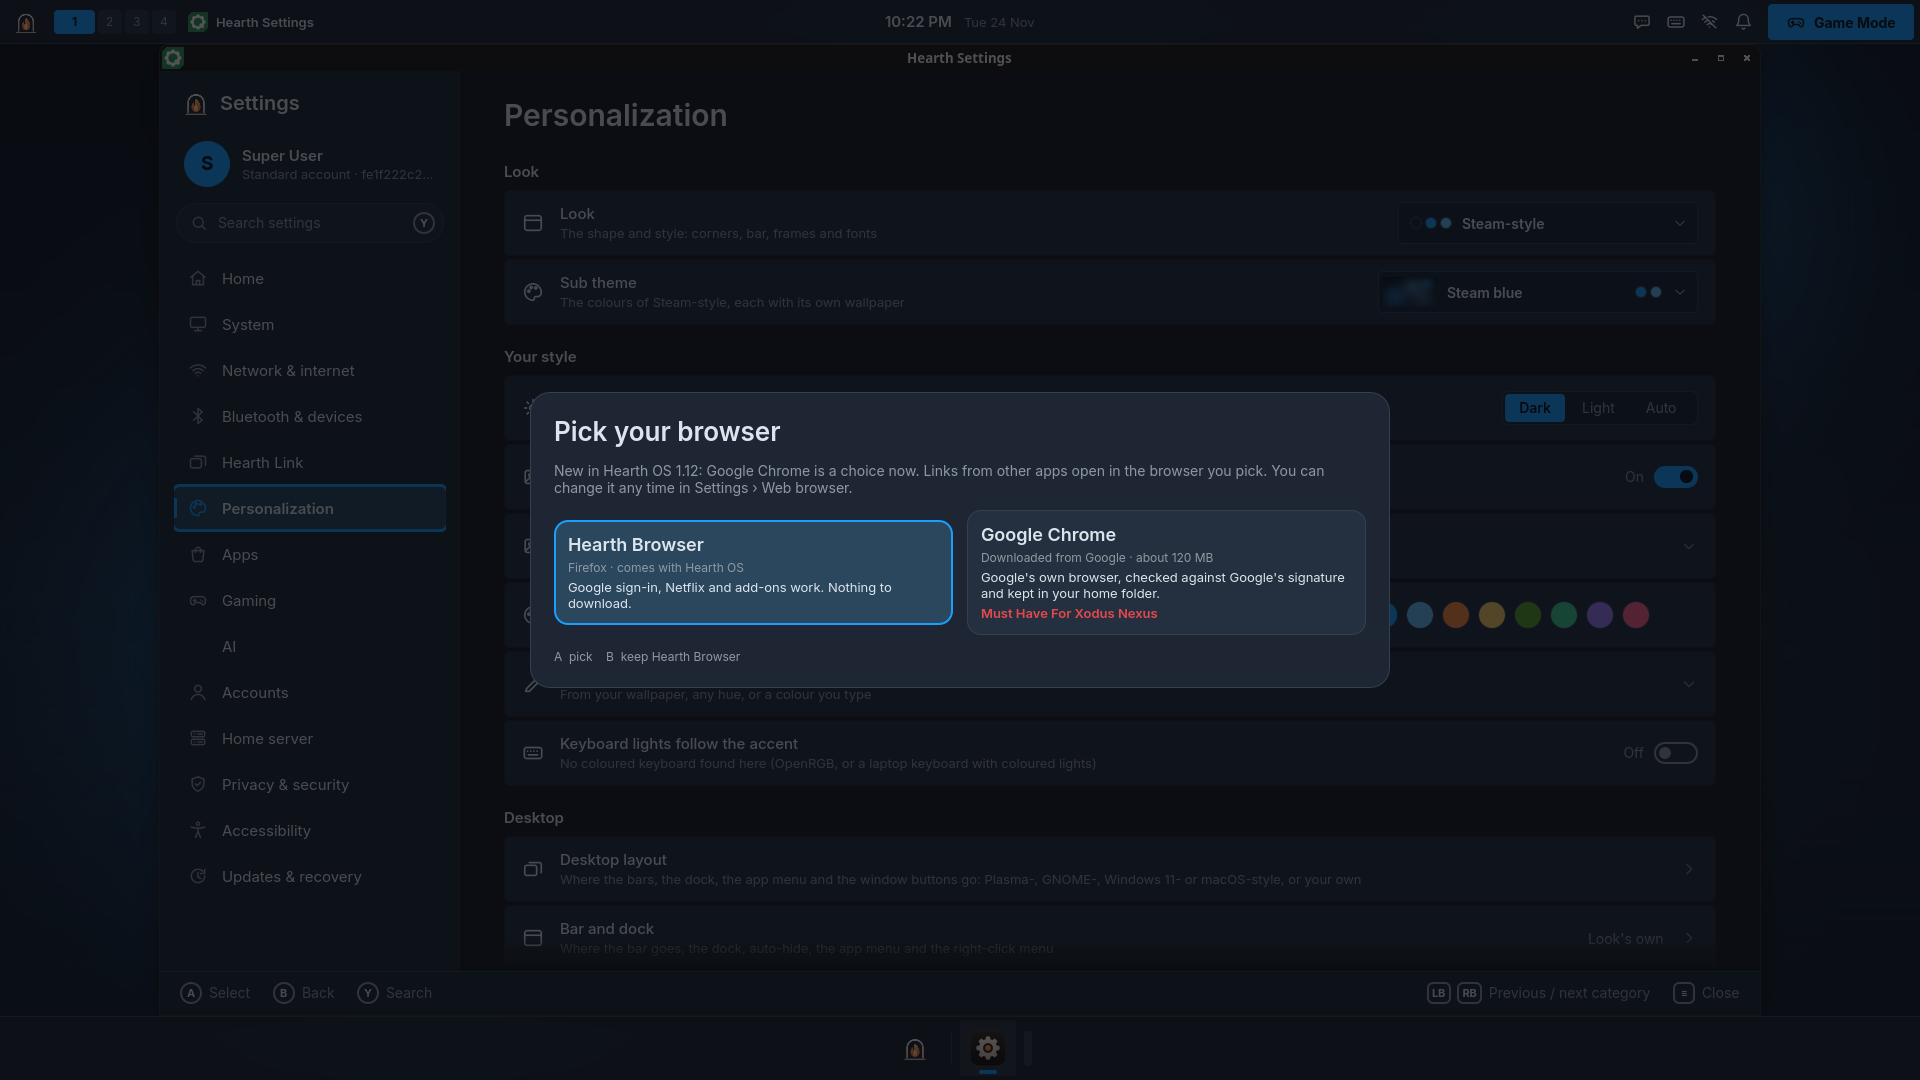 1 2 3 4 Hearth Settings 10:22 PM Tue 24 Nov Game Mode
Hearth Settings
Settings
S Super User
Standard account · fe1f222c2...
Search settings Y
Home
System
Network & internet
Bluetooth & devices
Hearth Link
Personalization
Apps
Gaming
AI
Accounts
Home server
Privacy & security
Accessibility
Updates & recovery
Personalization
Look
Look
The shape and style: corners, bar, frames and fonts
Steam-style
Sub theme
The colours of Steam-style, each with its own wallpaper
Steam blue
Your style
Dark Light Auto
On
Pick your browser
New in Hearth OS 1.12: Google Chrome is a choice now. Links from other apps open in the browser you pick. You can
change it any time in Settings › Web browser.
Hearth Browser
Firefox · comes with Hearth OS
Google sign-in, Netflix and add-ons work. Nothing to
download.
Google Chrome
Downloaded from Google · about 120 MB
Google's own browser, checked against Google's signature
and kept in your home folder.
Must Have For Xodus Nexus
A pick B keep Hearth Browser
From your wallpaper, any hue, or a colour you type
Keyboard lights follow the accent
No coloured keyboard found here (OpenRGB, or a laptop keyboard with coloured lights)
Off
Desktop
Desktop layout
Where the bars, the dock, the app menu and the window buttons go: Plasma-, GNOME-, Windows 11- or macOS-style, or your own
Bar and dock
Where the bar goes, the dock, auto-hide, the app menu and the right-click menu
Look's own
A Select B Back Y Search LB RB Previous / next category ≡ Close